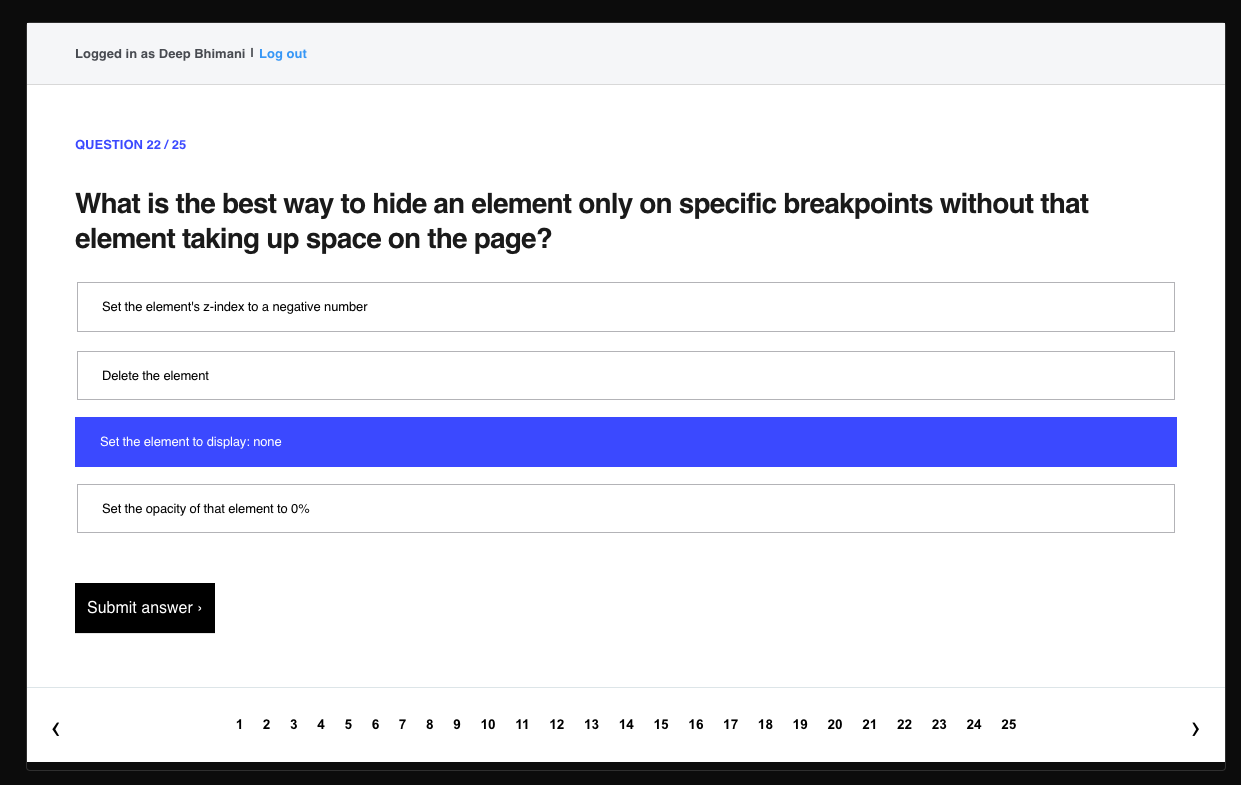 Logged in as Deep Bhimani | Log out
QUESTION 22 / 25
What is the best way to hide an element only on specific breakpoints without that
element taking up space on the page?
Set the element's z-index to a negative number
Delete the element
Set the element to display: none
Set the opacity of that element to 0%
Submit answer ›
‹ 1 2 3 4 5 6 7 8 9 10 11 12 13 14 15 16 17 18 19 20 21 22 23 24 25 ›